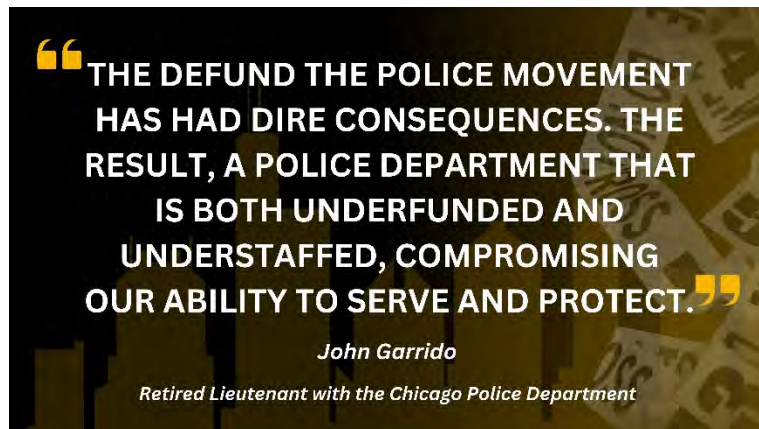 “THE DEFUND THE POLICE MOVEMENT
HAS HAD DIRE CONSEQUENCES. THE
RESULT, A POLICE DEPARTMENT THAT
IS BOTH UNDERFUNDED AND
UNDERSTAFFED, COMPROMISING
OUR ABILITY TO SERVE AND PROTECT.”
John Garrido
Retired Lieutenant with the Chicago Police Department